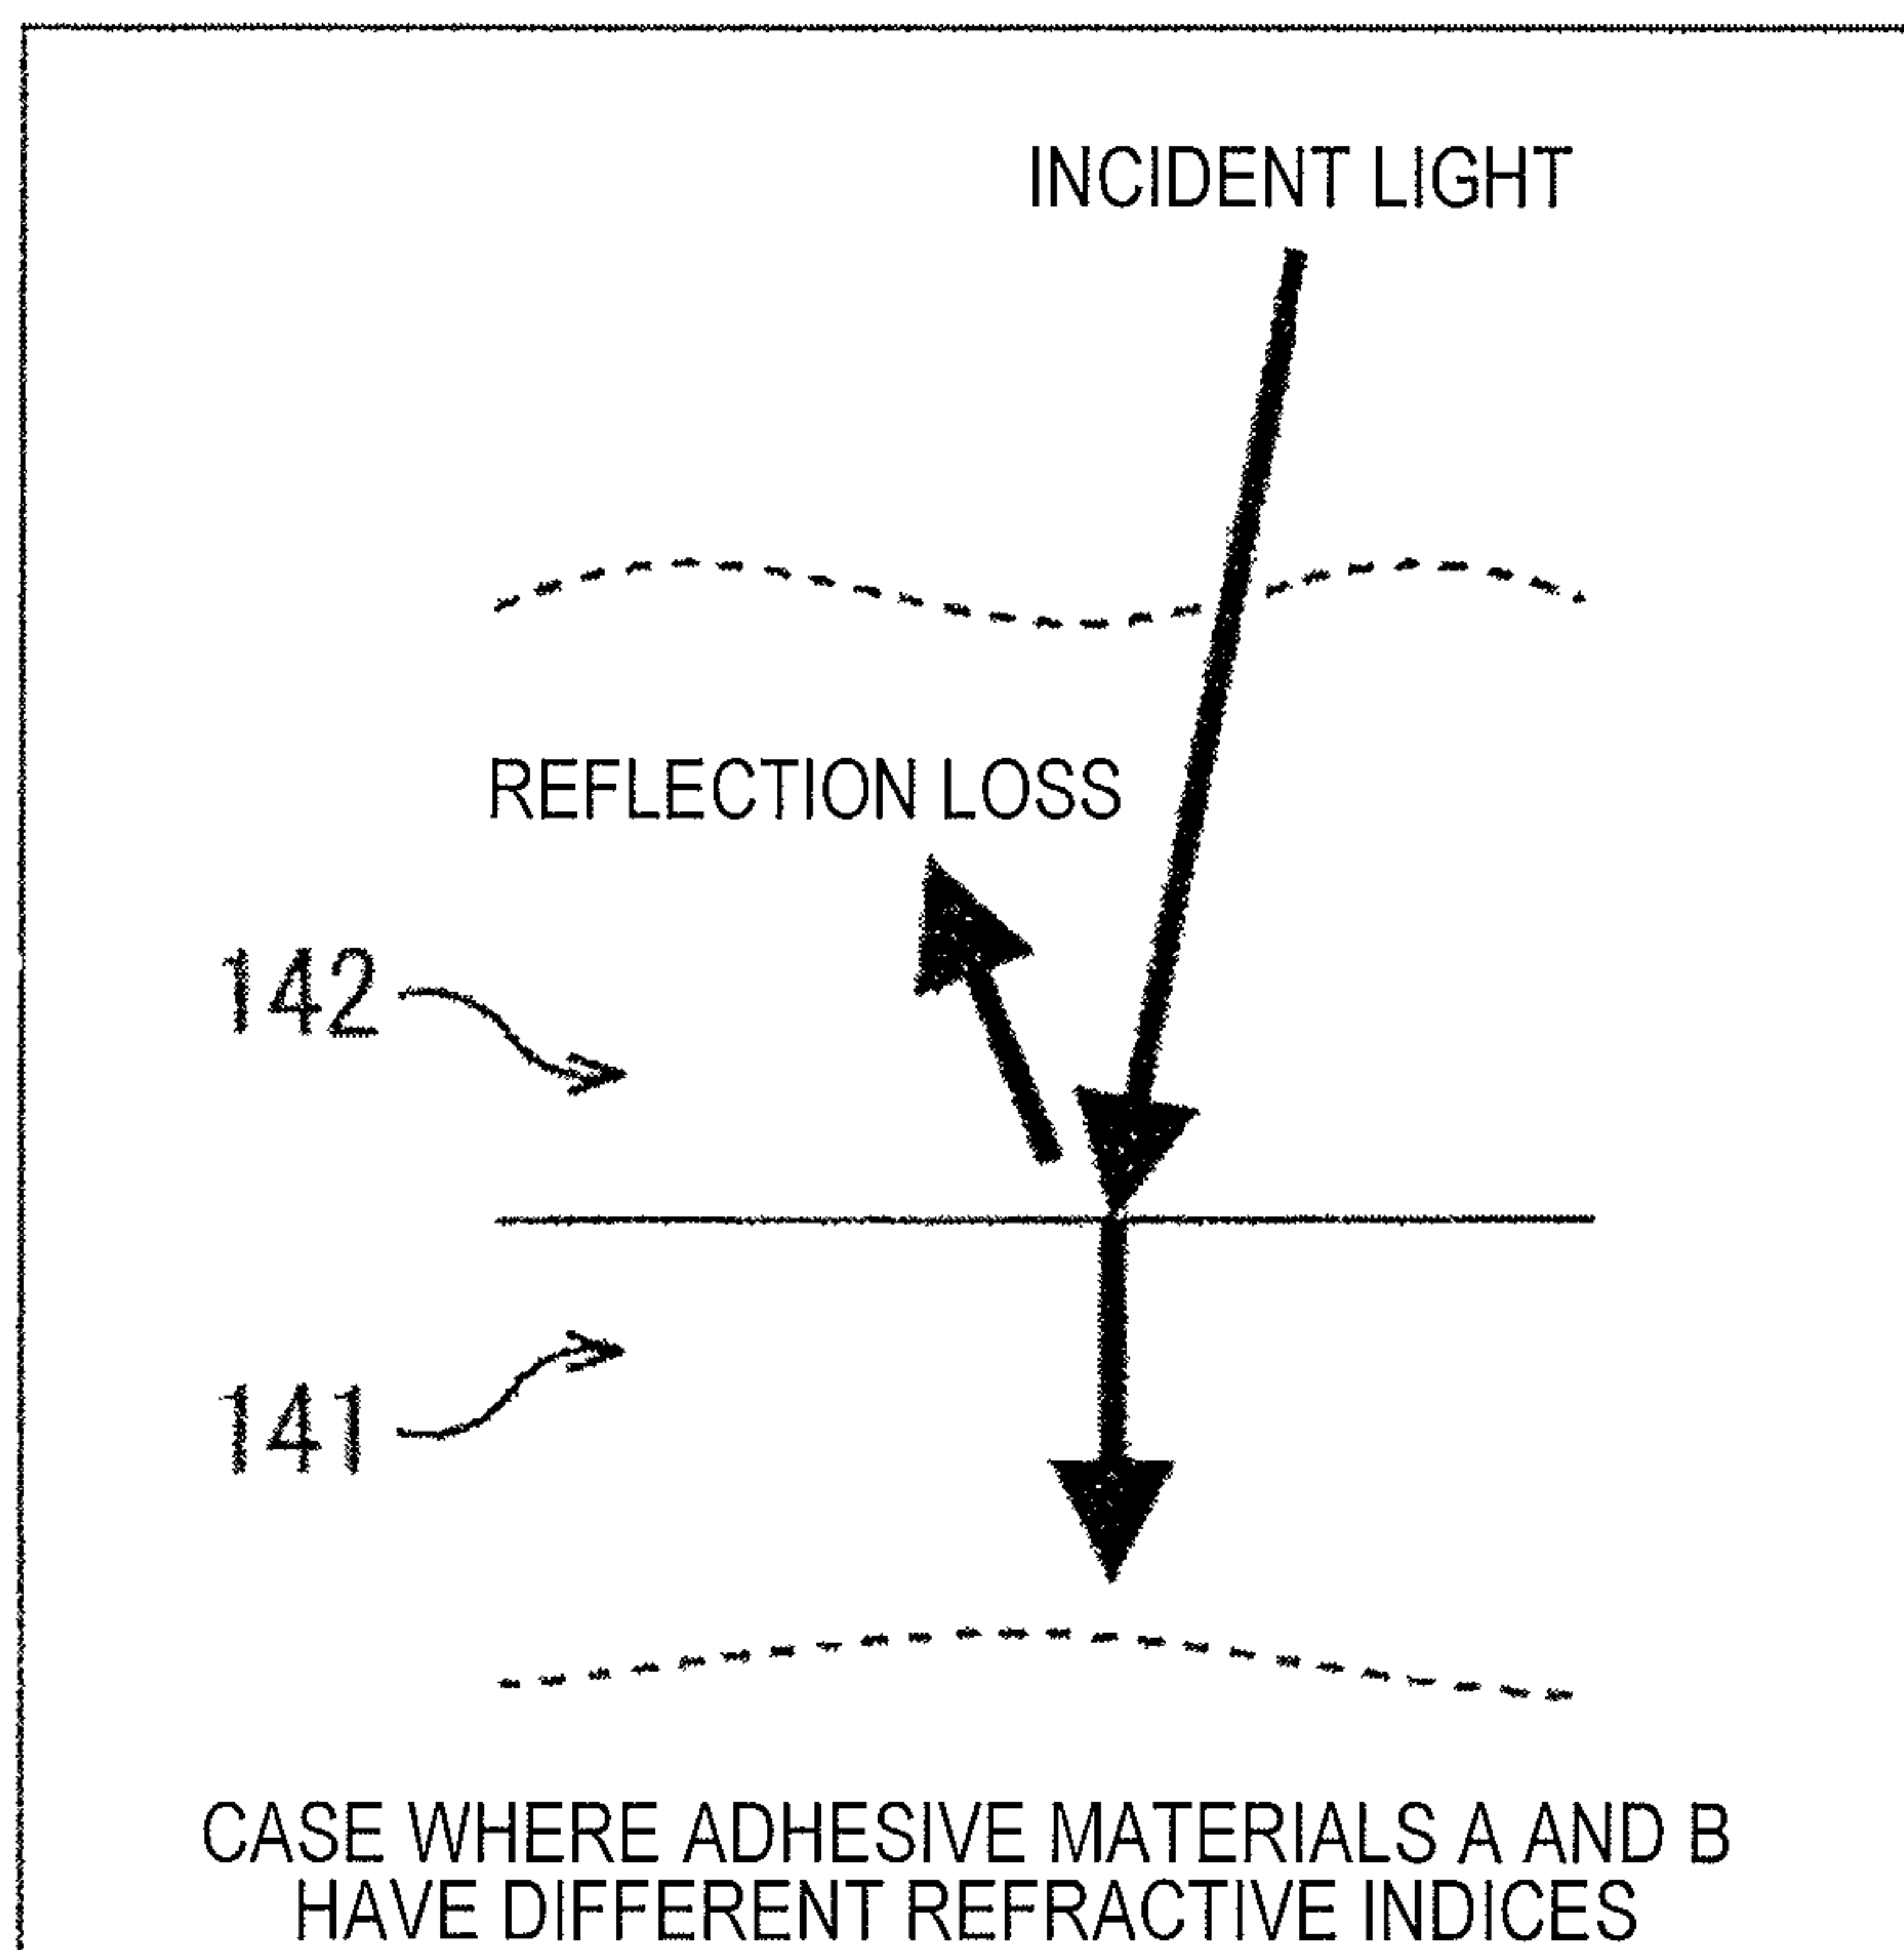 INCIDENT LIGHT
REFLECTION LOSS
142
141
CASE WHERE ADHESIVE MATERIALS A AND B
HAVE DIFFERENT REFRACTIVE INDICES